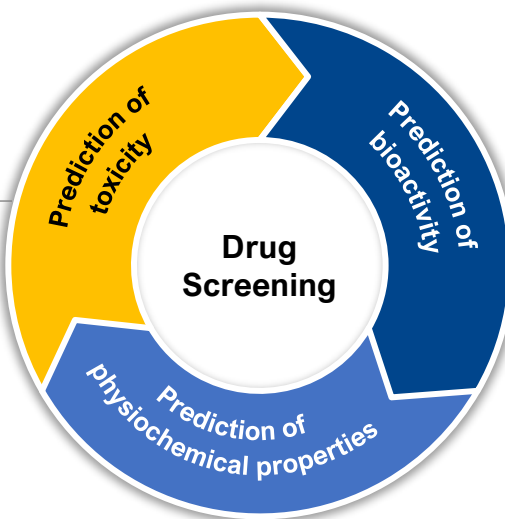 Prediction of
toxicity
Prediction of
bioactivity
Drug
Screening
Prediction of
physiochemical properties